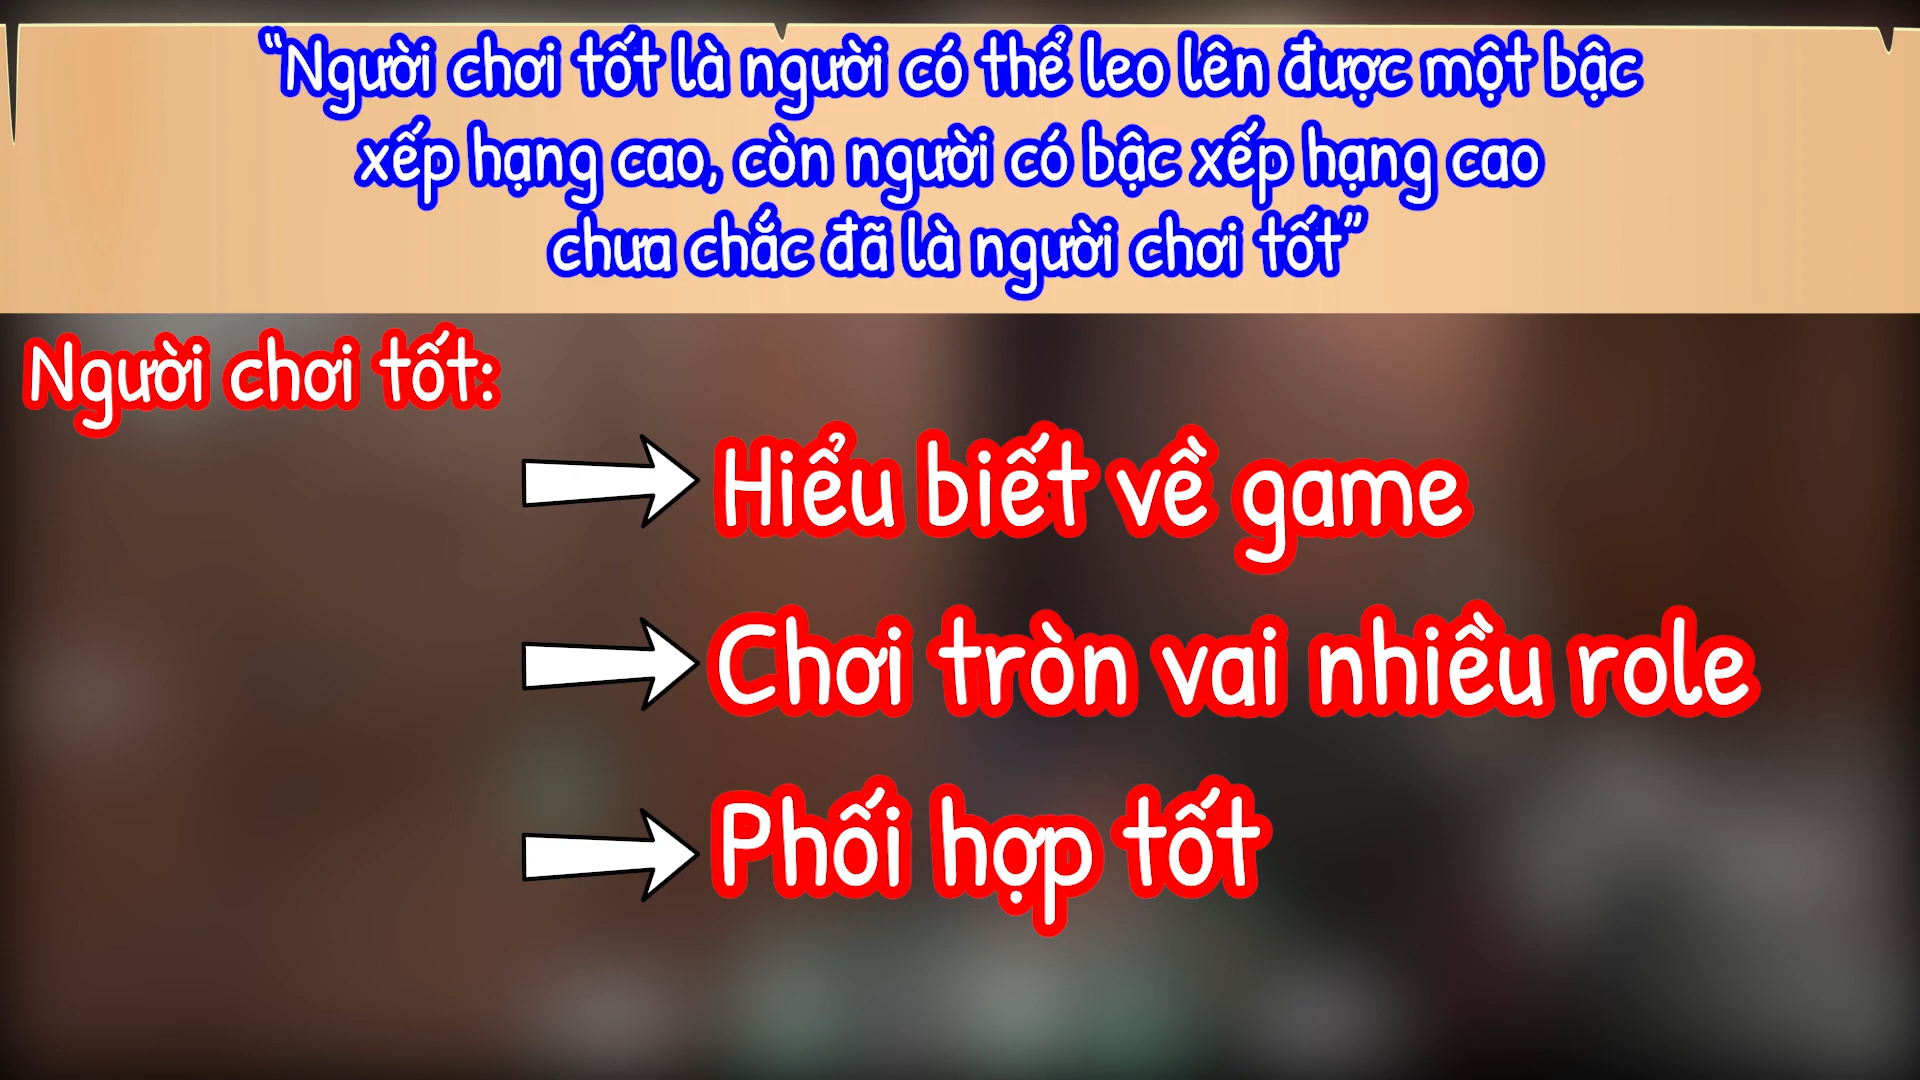 “Người chơi tốt là người có thể leo lên được một bậc
xếp hạng cao, còn người có bậc xếp hạng cao
chưa chắc đã là người chơi tốt”
Người chơi tốt:
Hiểu biết về game
Chơi tròn vai nhiều role
Phối hợp tốt